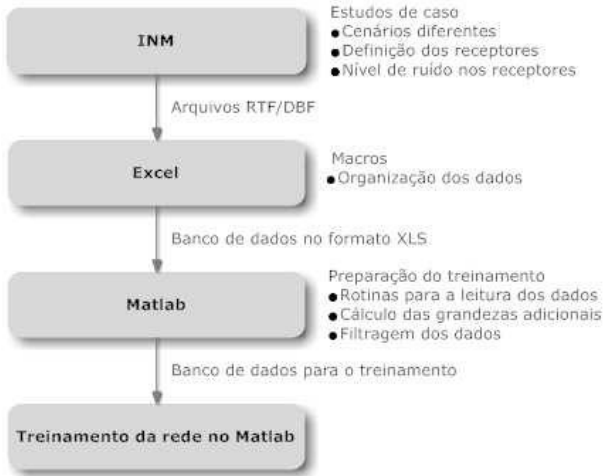 Estudos de caso
INM
●Cenários diferentes
●Definição dos receptores
●Nível de ruído nos receptores
Arquivos RTF/DBF
Macros
Excel
●Organização dos dados
Banco de dados no formato XLS
Preparação do treinamento
Matlab
●Rotinas para a leitura dos dados
●Cálculo das grandezas adicionais
●Filtragem dos dados
Banco de dados para o treinamento
Treinamento da rede no Matlab